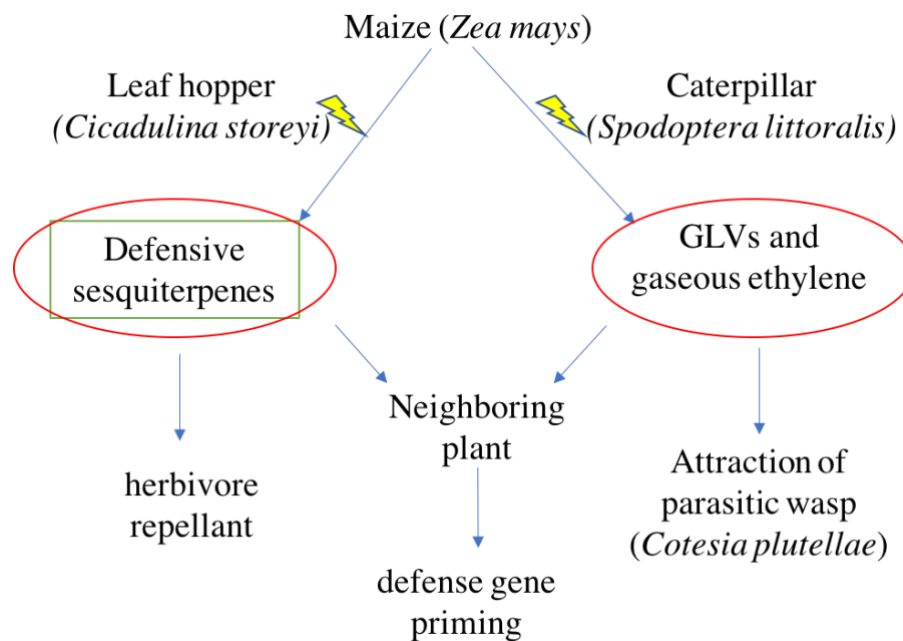 Maize (Zea mays)
Leaf hopper
(Cicadulina storeyi)
Caterpillar
(Spodoptera littoralis)
Defensive
sesquiterpenes
GLVs and
gaseous ethylene
Neighboring
plant
herbivore
repellant
Attraction of
parasitic wasp
(Cotesia plutellae)
defense gene
priming